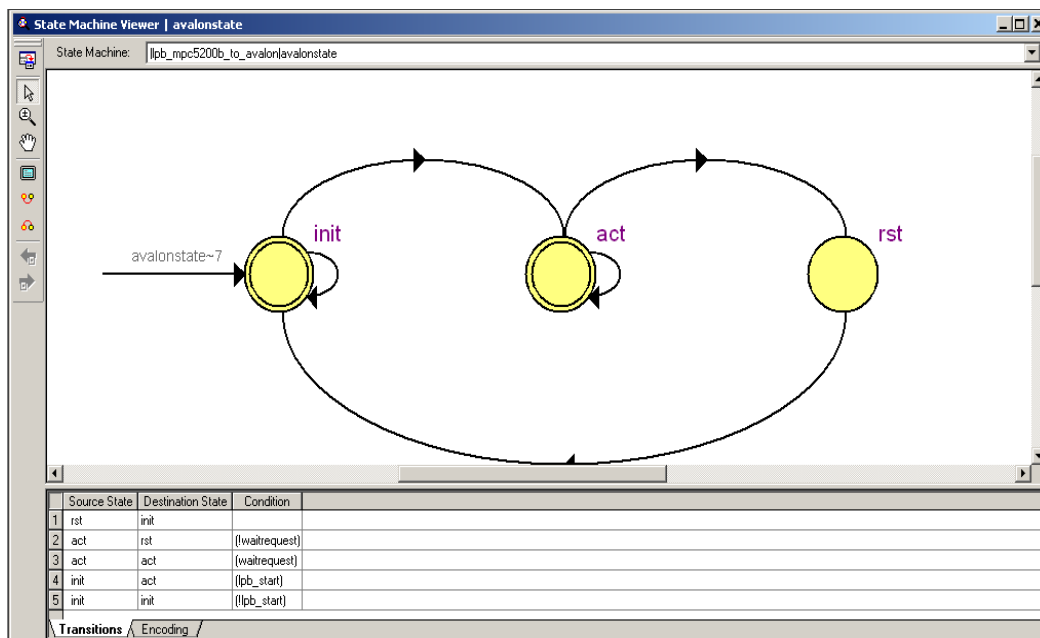 State Machine Viewer | avalonstate
State Machine: |lpb_mpc5200b_to_avalon|avalonstate
init act rst
avalonstate~7
Source State Destination State Condition
1 rst init
2 act rst (!waitrequest)
3 act act (waitrequest)
4 init act (lpb_start)
5 init init (!lpb_start)
Transitions Encoding